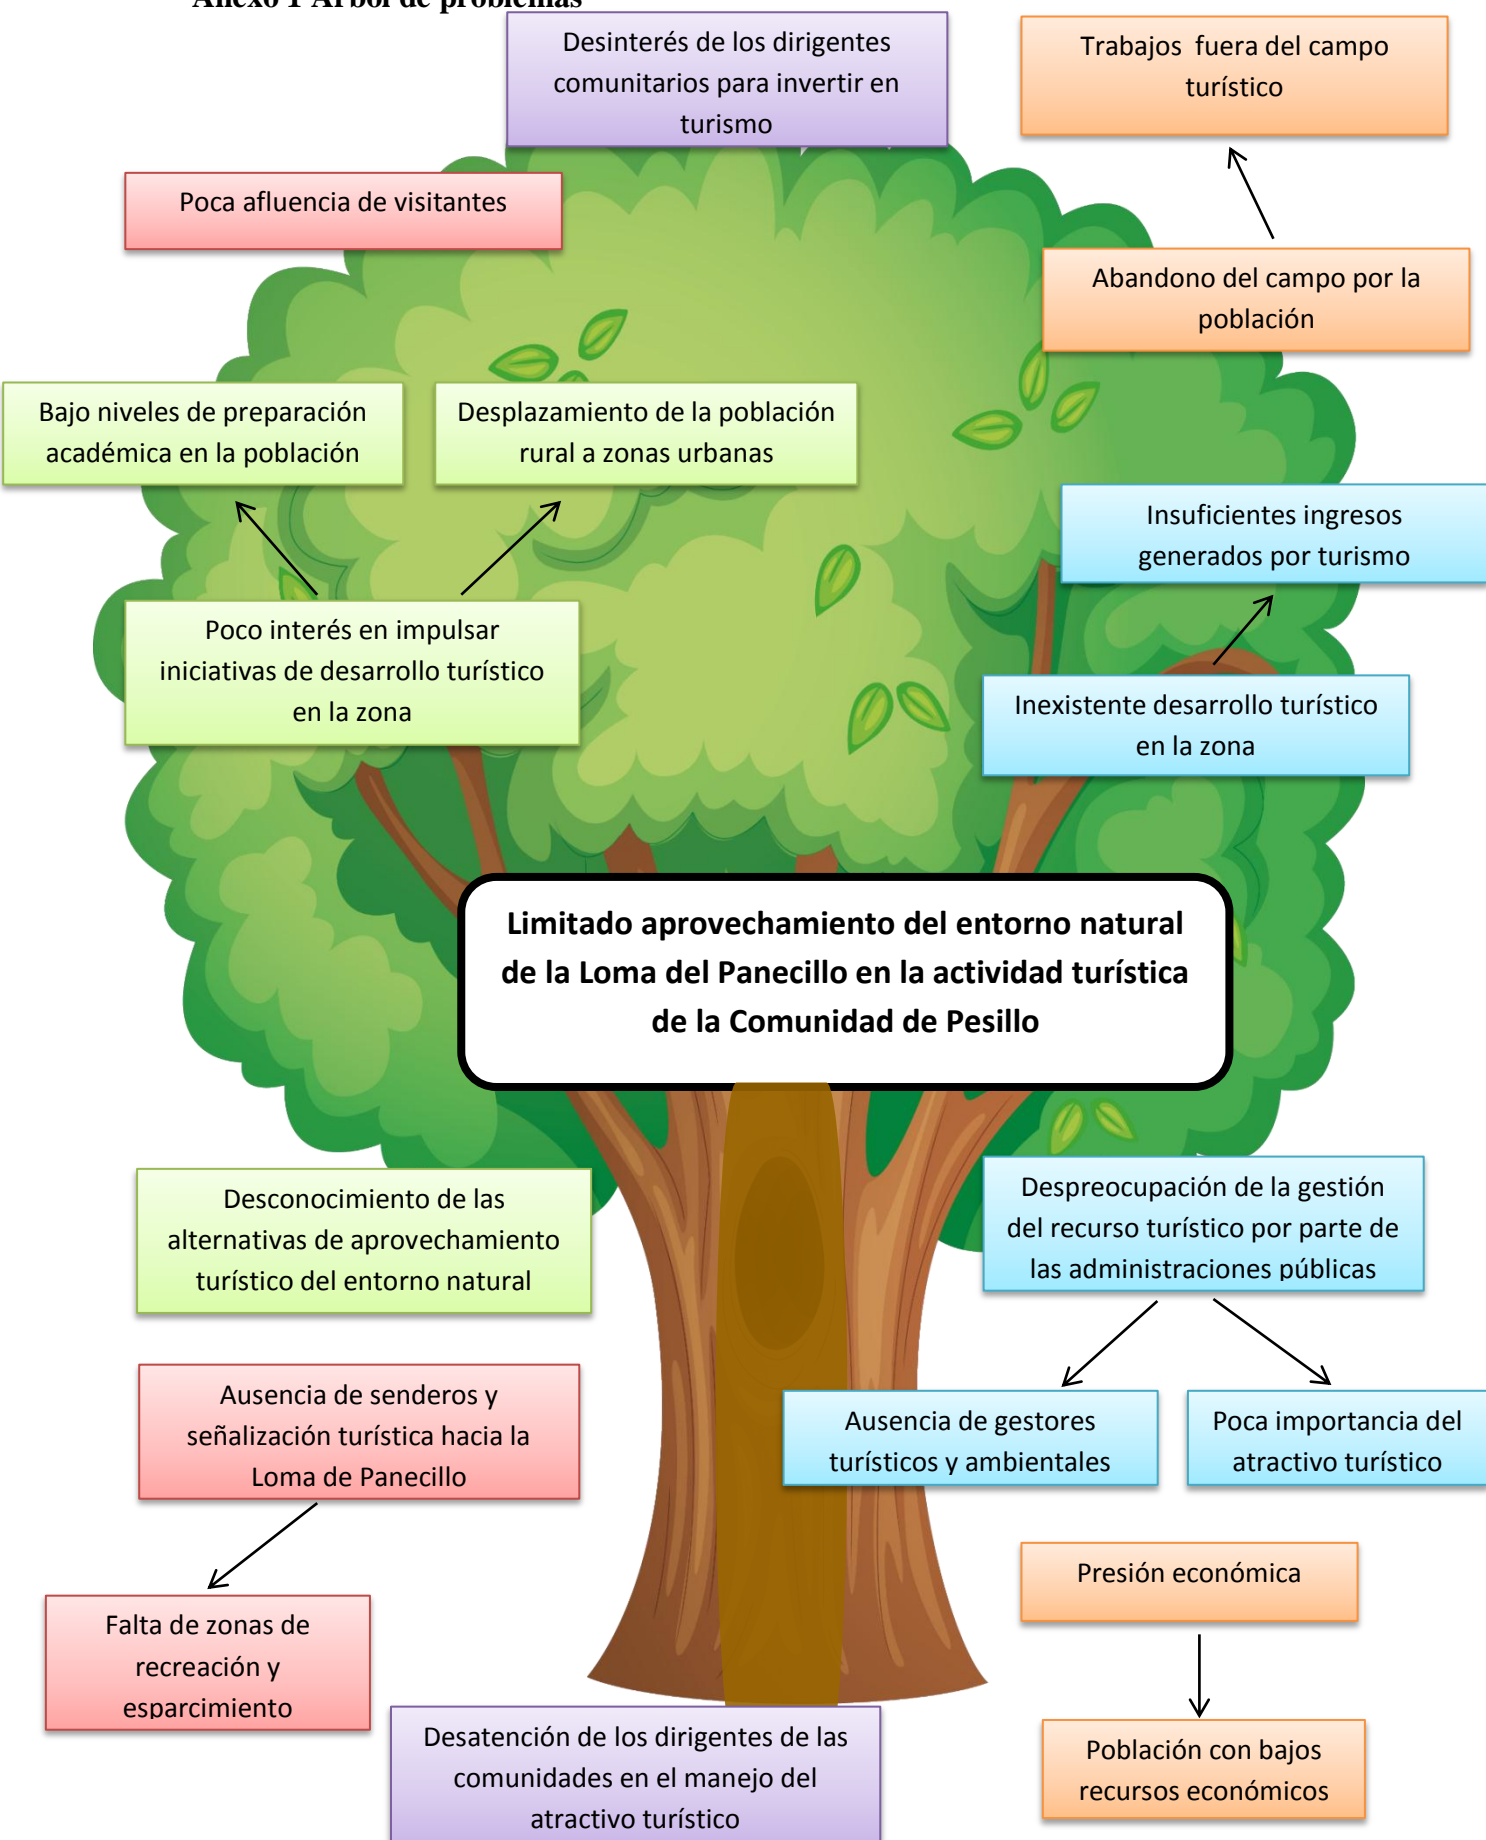 Anexo 1 Árbol de problemas
Desinterés de los dirigentes
comunitarios para invertir en
turismo
Trabajos fuera del campo
turístico
Poca afluencia de visitantes
Abandono del campo por la
población
Bajo niveles de preparación
académica en la población
Desplazamiento de la población
rural a zonas urbanas
Insuficientes ingresos
generados por turismo
Poco interés en impulsar
iniciativas de desarrollo turístico
en la zona
Inexistente desarrollo turístico
en la zona
Limitado aprovechamiento del entorno natural
de la Loma del Panecillo en la actividad turística
de la Comunidad de Pesillo
Desconocimiento de las
alternativas de aprovechamiento
turístico del entorno natural
Despreocupación de la gestión
del recurso turístico por parte de
las administraciones públicas
Ausencia de senderos y
señalización turística hacia la
Loma de Panecillo
Ausencia de gestores
turísticos y ambientales
Poca importancia del
atractivo turístico
Presión económica
Falta de zonas de
recreación y
esparcimiento
Desatención de los dirigentes de las
comunidades en el manejo del
atractivo turístico
Población con bajos
recursos económicos